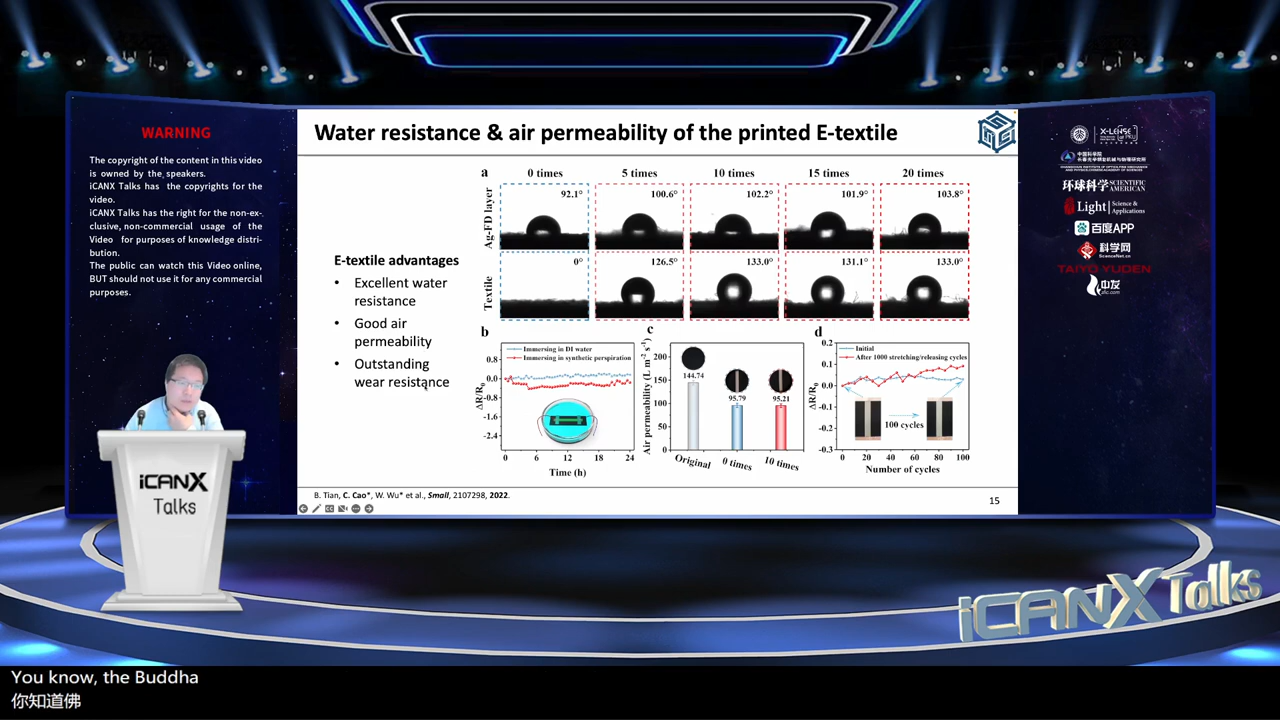 WARNING
The copyright of the content in this video
is owned by the speakers.
iCANX Talks has the copyrights for the
video.
iCANX Talks has the right for the non-ex-
clusive, non-commercial usage of the
Video for purposes of knowledge distri-
bution.
The public can watch this Video online,
BUT should not use it for any commercial
purposes.
Water resistance & air permeability of the printed E-textile
E-textile advantages
• Excellent water
resistance
• Good air
permeability
• Outstanding
wear resistance
a 0 times 5 times 10 times 15 times 20 times
Ag-FD layer
92.1° 100.6° 102.2° 101.9° 103.8°
Textile
0° 126.5° 133.0° 131.1° 133.0°
b
Immersing in DI water
Immersing in synthetic perspiration
ΔR/R0
0.8
0.0
-0.8
-1.6
-2.4
0 6 12 18 24
Time (h)
c
Air permeability (L m-2 s-1)
200
150
100
50
0
144.74
95.79
95.21
Original 0 times 10 times
d
Initial
After 1000 stretching/releasing cycles
ΔR/R0
0.2
0.1
0.0
-0.1
-0.2
-0.3
100 cycles
0 20 40 60 80 100
Number of cycles
B. Tian, C. Cao*, W. Wu* et al., Small, 2107298, 2022.
15
X-LENSE
中国科学院
环球科学 SCIENTIFIC AMERICAN
Light Science & Applications
百度APP
科学网
ScienceNet.cn
TAIYO YUDEN
中友
iCANX
Talks
iCANX Talks
You know, the Buddha
你知道佛